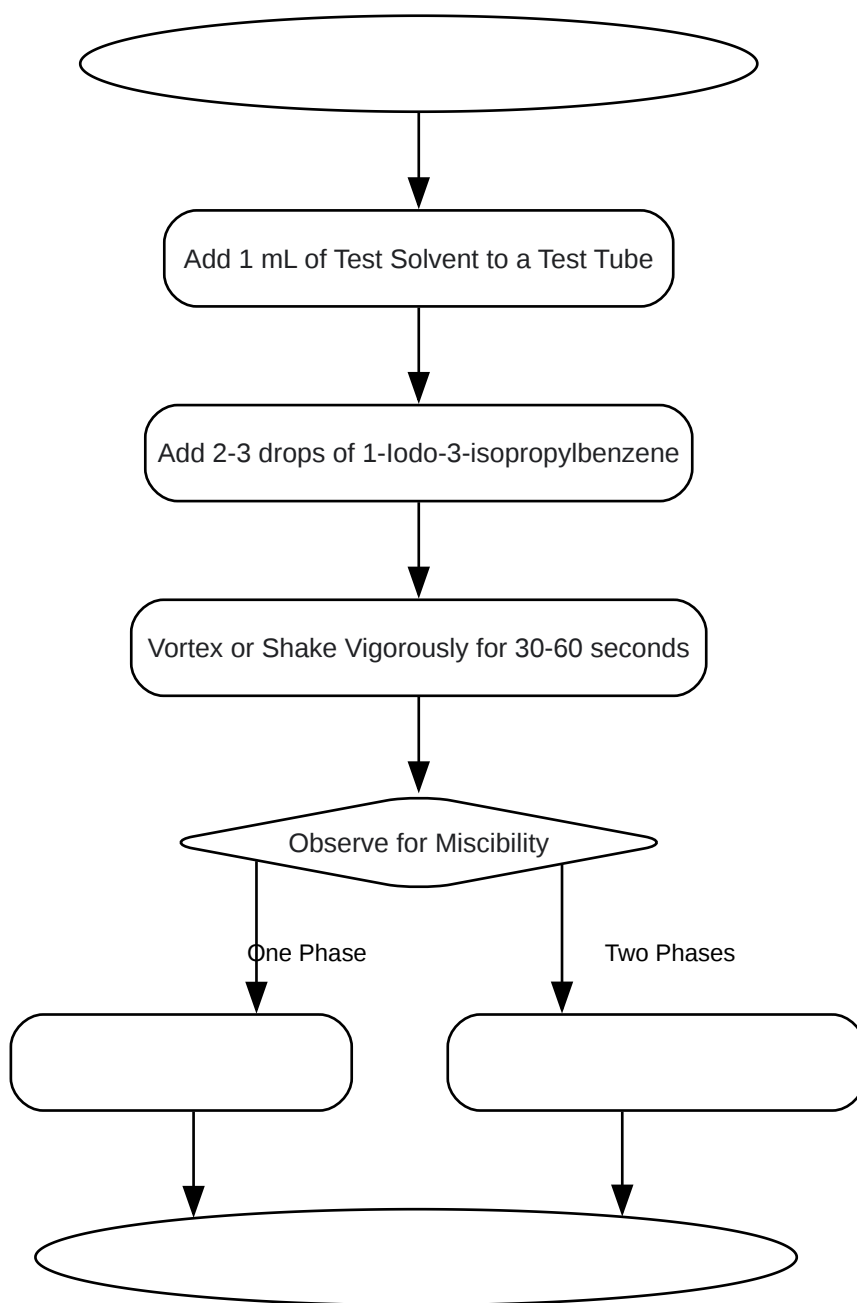 Add 1 mL of Test Solvent to a Test Tube
Add 2-3 drops of 1-Iodo-3-isopropylbenzene
Vortex or Shake Vigorously for 30-60 seconds
Observe for Miscibility
One Phase
Two Phases